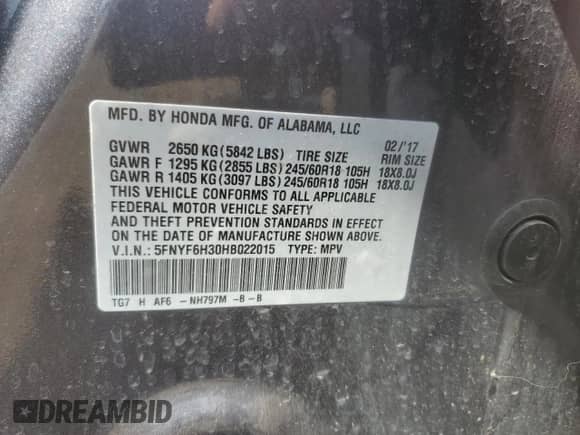 MFD. BY HONDA MFG. OF ALABAMA, LLC
GVWR 2650 KG (5842 LBS) TIRE SIZE 02/'17 RIM SIZE
GAWR F 1295 KG (2855 LBS) 245/60R18 105H 18X8.0J
GAWR R 1405 KG (3097 LBS) 245/60R18 105H 18X8.0J
THIS VEHICLE CONFORMS TO ALL APPLICABLE
FEDERAL MOTOR VEHICLE SAFETY
AND THEFT PREVENTION STANDARDS IN EFFECT
ON THE DATE OF MANUFACTURE SHOWN ABOVE.
V.I.N.: 5FNYF6H30HB022015 TYPE: MPV
TG7 H AF6 -NH797M -B -B
DREAMBID